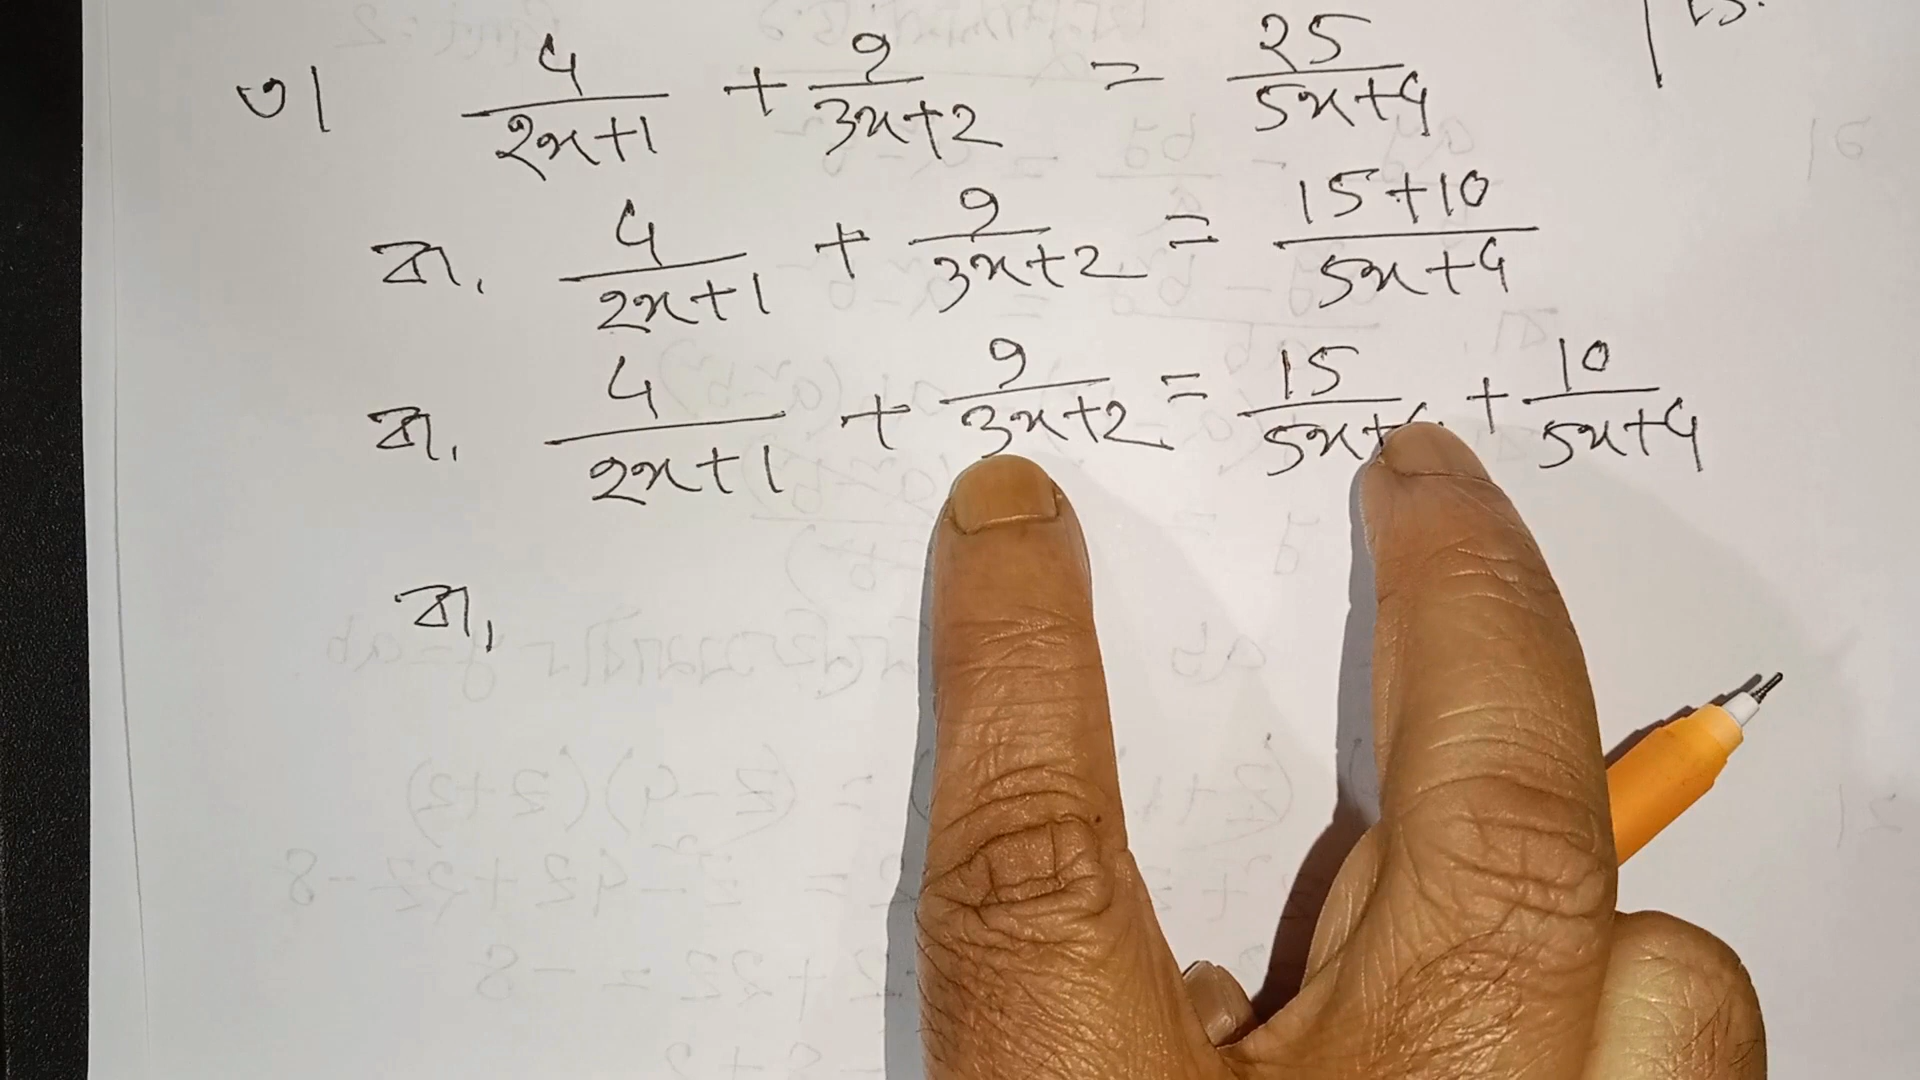 ৩। 4/(2x+1) + 9/(3x+2) = 25/(5x+4)
বা, 4/(2x+1) + 9/(3x+2) = (15+10)/(5x+4)
বা, 4/(2x+1) + 9/(3x+2) = 15/(5x+4) + 10/(5x+4)
বা,